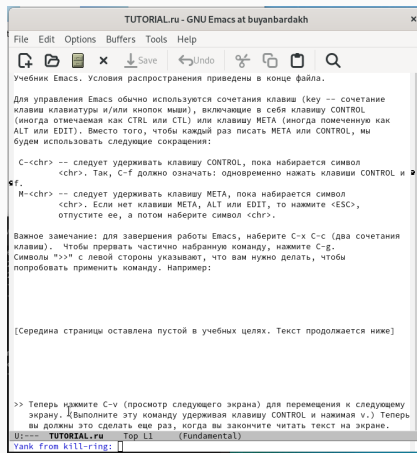 TUTORIAL.ru - GNU Emacs at buyanbardakh
File Edit Options Buffers Tools Help
Save Undo
Учебник Emacs. Условия распространения приведены в конце файла.
Для управления Emacs обычно используются сочетания клавиш (key -- сочетание
клавиш клавиатуры и/или кнопок мыши), включающие в себя клавишу CONTROL
(иногда отмечаемая как CTRL или CTL) или клавишу META (иногда помеченную как
ALT или EDIT). Вместо того, чтобы каждый раз писать META или CONTROL, мы
будем использовать следующие сокращения:
C-<chr> -- следует удерживать клавишу CONTROL, пока набирается символ
<chr>. Так, C-f должно означать: одновременно нажать клавиши CONTROL и
f.
M-<chr> -- следует удерживать клавишу META, пока набирается символ
<chr>. Если нет клавиши META, ALT или EDIT, то нажмите <ESC>,
отпустите ее, а потом наберите символ <chr>.
Важное замечание: для завершения работы Emacs, наберите C-x C-c (два сочетания
клавиш). Чтобы прервать частично набранную команду, нажмите C-g.
Символы ">>" с левой стороны указывают, что вам нужно делать, чтобы
попробовать применить команду. Например:
[Середина страницы оставлена пустой в учебных целях. Текст продолжается ниже]
>> Теперь нажмите C-v (просмотр следующего экрана) для перемещения к следующему
экрану. (Выполните эту команду удерживая клавишу CONTROL и нажимая v.) Теперь
вы должны это сделать еще раз, когда вы закончите читать текст на экране.
U:--- TUTORIAL.ru Top L1 (Fundamental)
Yank from kill-ring: